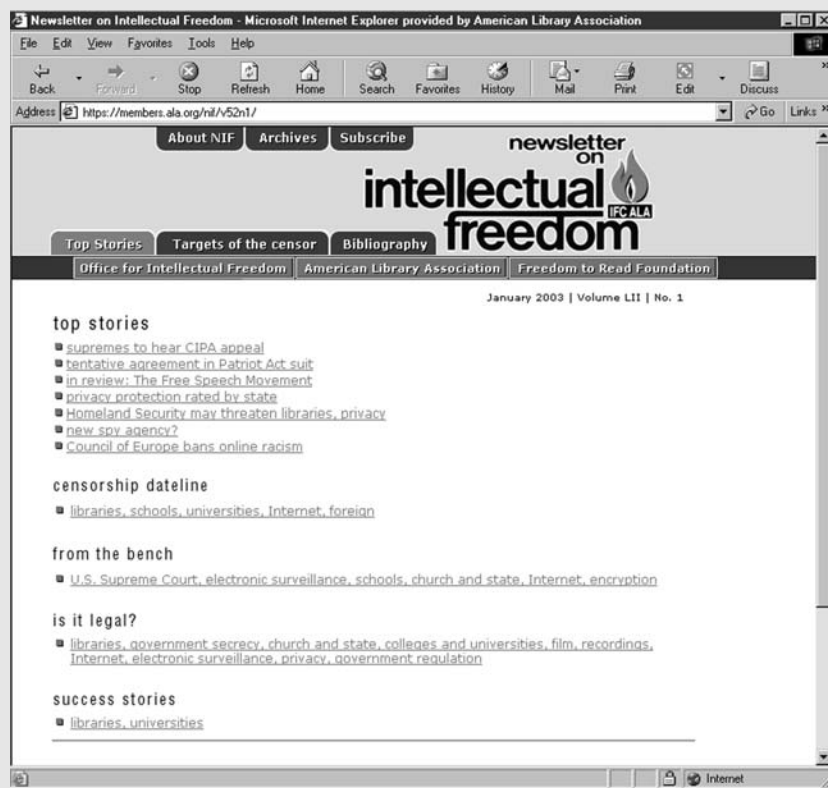 Newsletter on Intellectual Freedom - Microsoft Internet Explorer provided by American Library Association
File Edit View Favorites Tools Help
Back Forward Stop Refresh Home Search Favorites History Mail Print Edit Discuss
Address https://members.ala.org/nif/v52n1/ Go Links
About NIF Archives Subscribe
newsletter
on
intellectual
IFC ALA
freedom
Top Stories Targets of the censor Bibliography
Office for Intellectual Freedom American Library Association Freedom to Read Foundation
January 2003 | Volume LII | No. 1
top stories
supremes to hear CIPA appeal
tentative agreement in Patriot Act suit
in review: The Free Speech Movement
privacy protection rated by state
Homeland Security may threaten libraries, privacy
new spy agency?
Council of Europe bans online racism
censorship dateline
libraries, schools, universities, Internet, foreign
from the bench
U.S. Supreme Court, electronic surveillance, schools, church and state, Internet, encryption
is it legal?
libraries, government secrecy, church and state, colleges and universities, film, recordings,
Internet, electronic surveillance, privacy, government regulation
success stories
libraries, universities
Internet